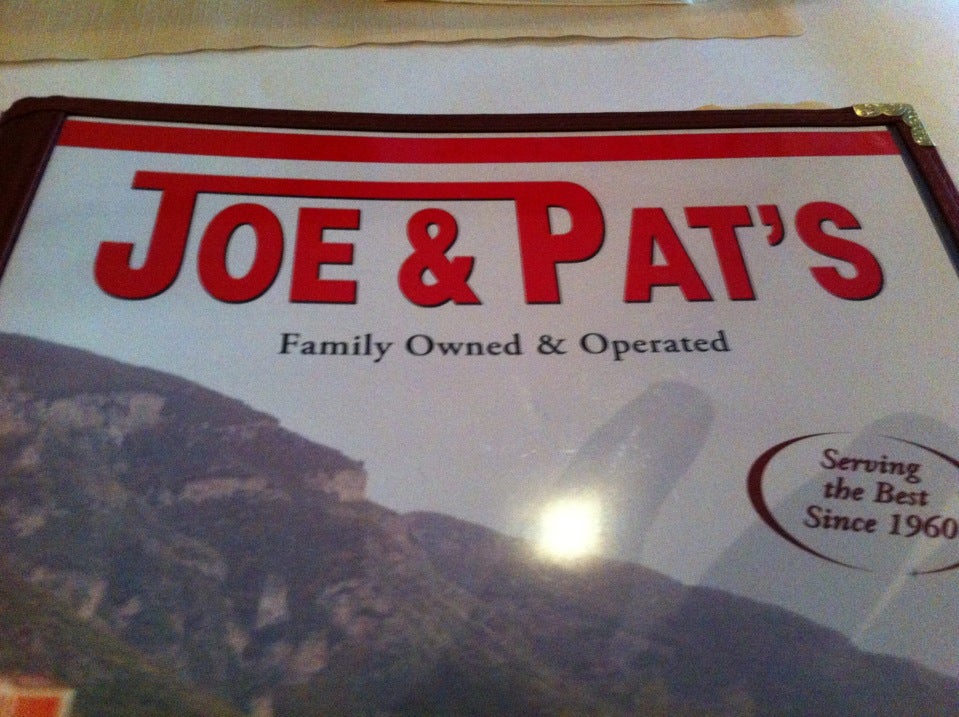 JOE & PAT'S
Family Owned & Operated
Serving
the Best
Since 1960